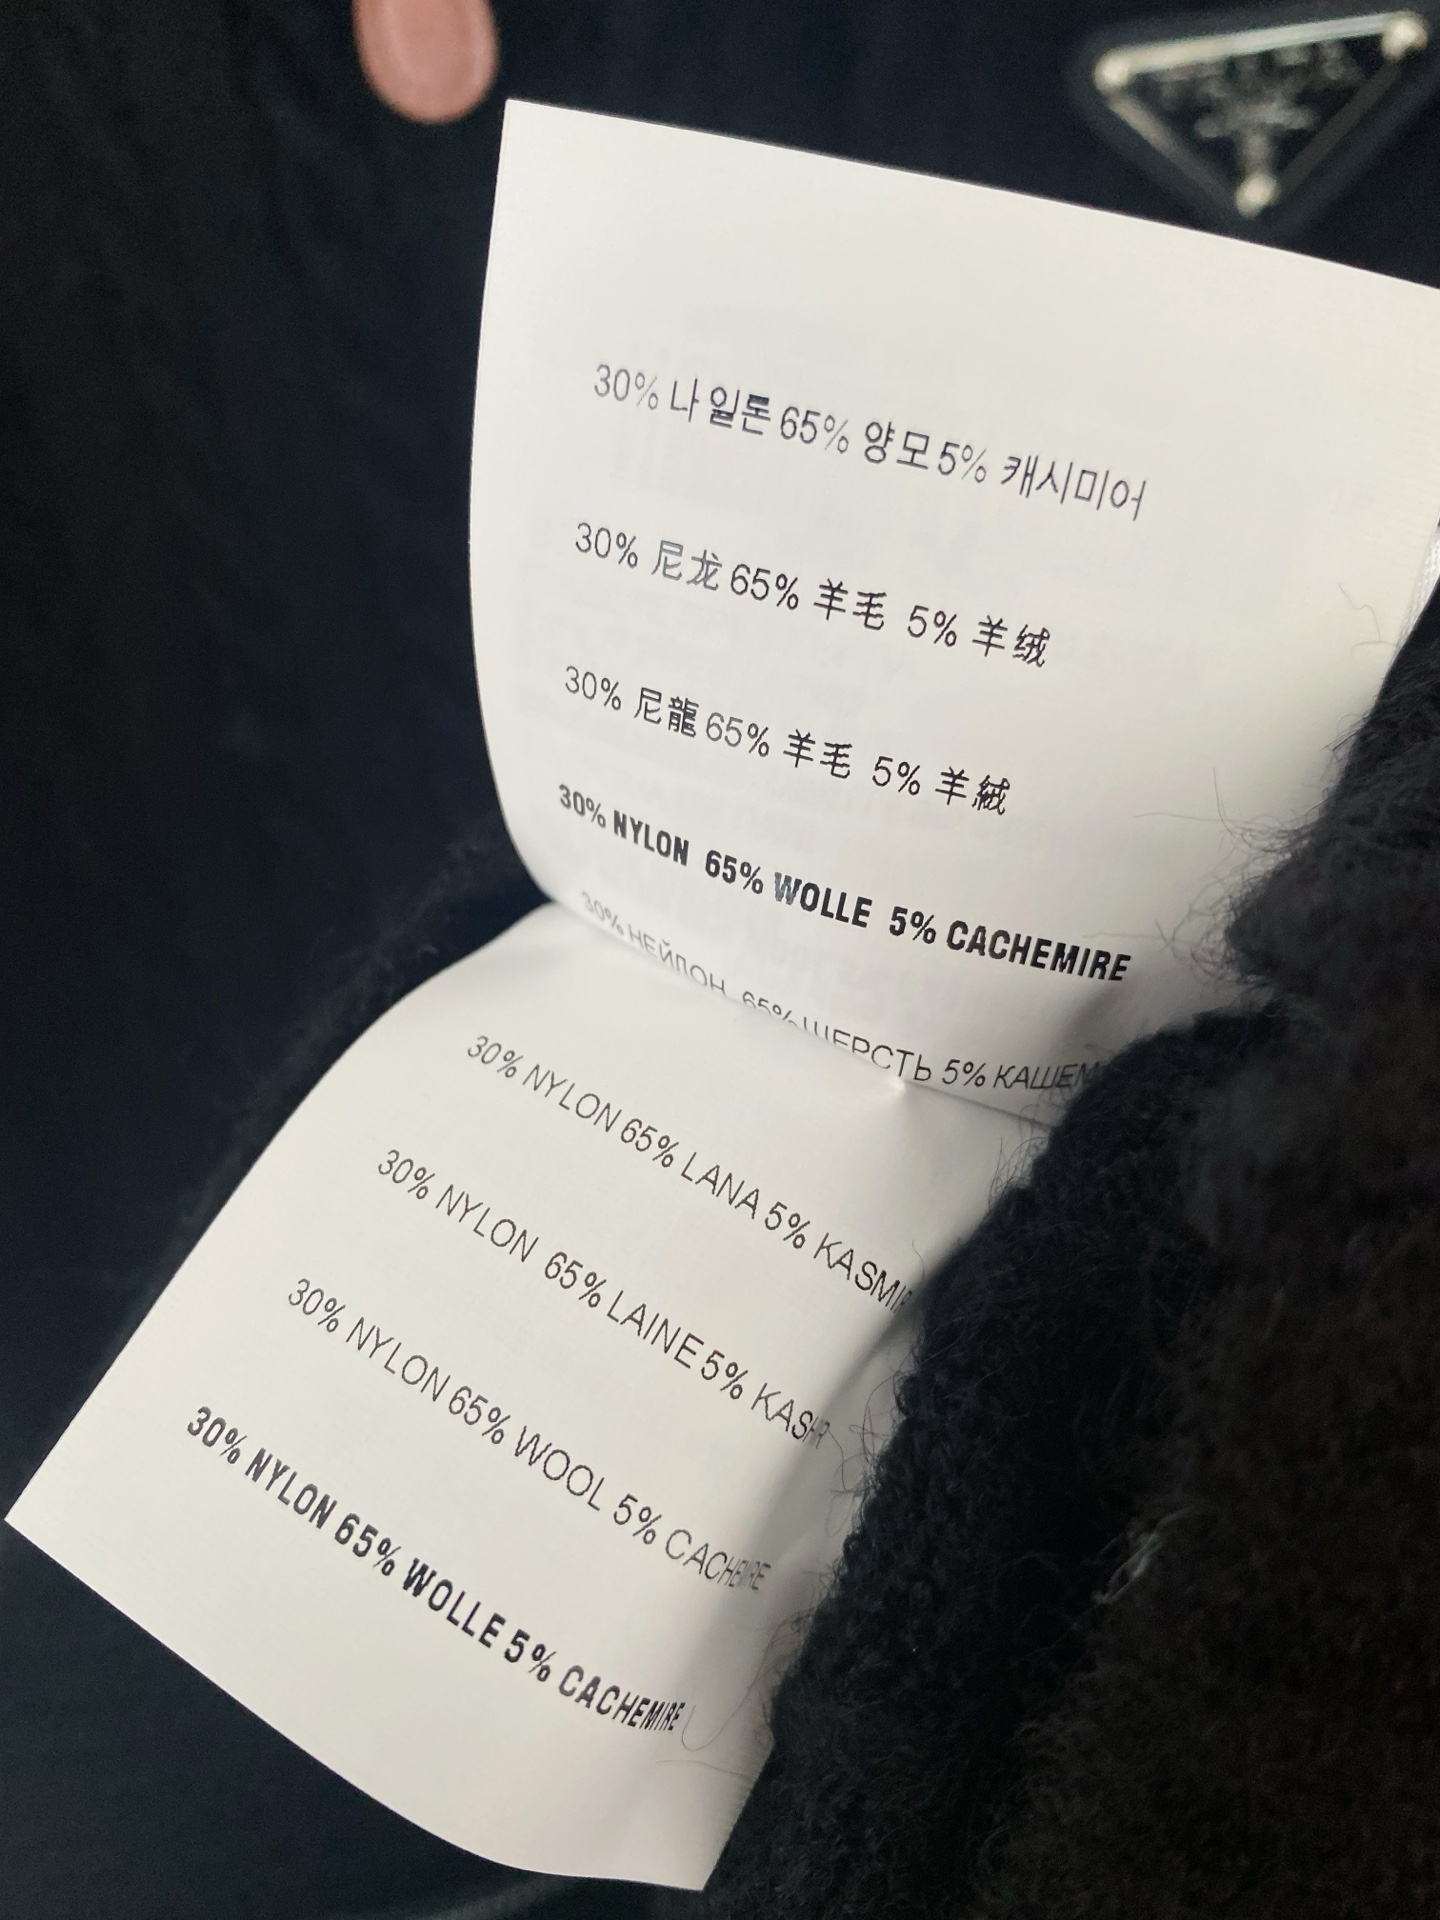 30% 나일론 65% 양모 5% 캐시미어
30% 尼龙 65% 羊毛 5% 羊绒
30% 尼龍 65% 羊毛 5% 羊絨
30% NYLON 65% WOLLE 5% CACHEMIRE
30% НЕЙЛОН 65% ШЕРСТЬ 5%
30% NYLON 65% LANA 5%
30% NYLON 65% LAINE 5%
30% NYLON 65% WOOL 5% CACHEMIRE
30% NYLON 65% WOLLE 5% CACHEMIRE